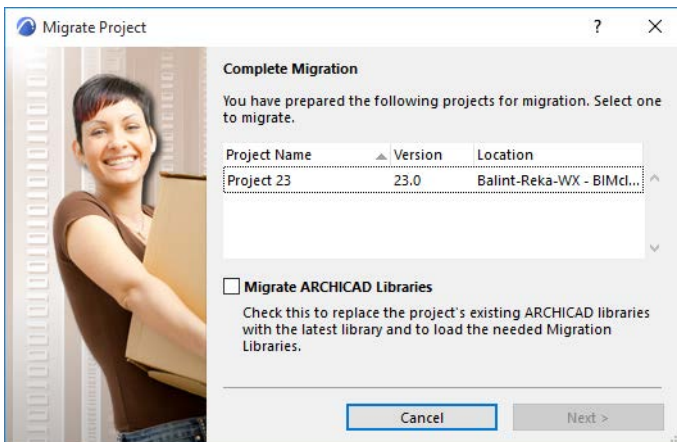 Migrate Project
Complete Migration
You have prepared the following projects for migration. Select one
to migrate.
Project Name Version Location
Project 23 23.0 Balint-Reka-WX - BIMcl...
Migrate ARCHICAD Libraries
Check this to replace the project's existing ARCHICAD libraries
with the latest library and to load the needed Migration
Libraries.
Cancel Next >